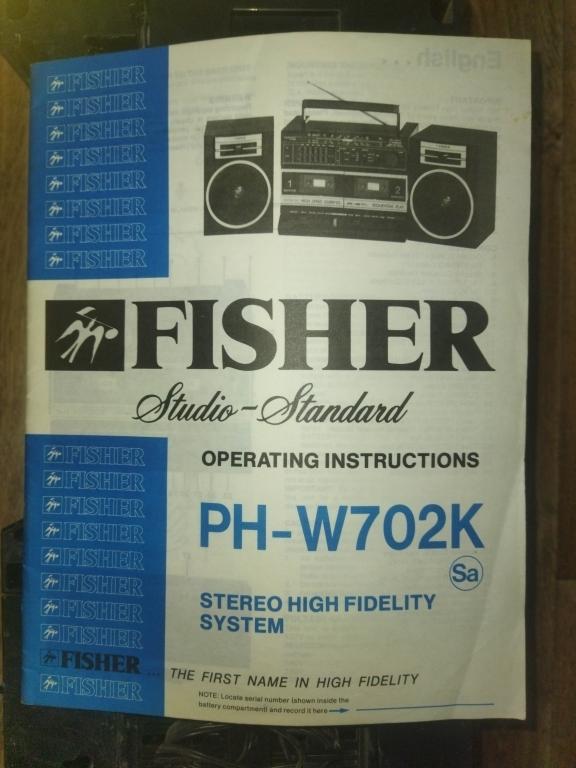 FISHER
FISHER
FISHER
FISHER
FISHER
FISHER
FISHER
FISHER
English ...
1
2
FISHER
Studio-Standard
OPERATING INSTRUCTIONS
PH-W702K
Sa
STEREO HIGH FIDELITY
SYSTEM
FISHER
FISHER
FISHER
FISHER
FISHER
FISHER
FISHER
FISHER
FISHER ... THE FIRST NAME IN HIGH FIDELITY
FISHER
NOTE: Locate serial number (shown inside the
battery compartment) and record it here